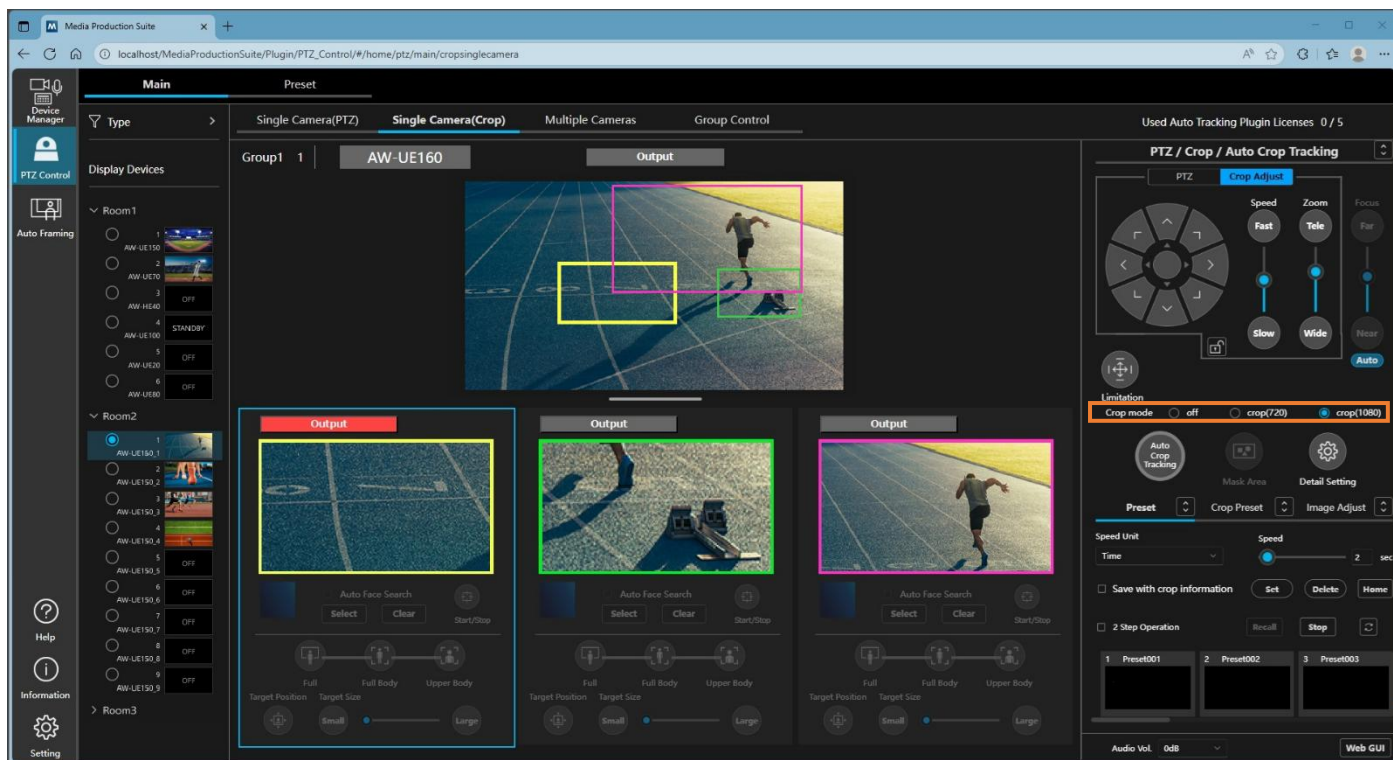 Media Production Suite
localhost/MediaProductionSuite/Plugin/PTZ_Control/#/home/ptz/main/cropsinglecamera
Device Manager
PTZ Control
Auto Framing
Help
Information
Setting
Main
Preset
Type
Display Devices
Room1
1
AW-UE150
2
AW-UE70
3
AW-HE40
OFF
4
AW-UE100
STANDBY
5
AW-UE20
OFF
6
AW-UE80
OFF
Room2
1
AW-UE150_1
2
AW-UE150_2
3
AW-UE150_3
4
AW-UE150_4
5
AW-UE150_5
OFF
6
AW-UE150_6
OFF
7
AW-UE150_7
OFF
8
AW-UE150_8
OFF
9
AW-UE150_9
OFF
Room3
Single Camera(PTZ)
Single Camera(Crop)
Multiple Cameras
Group Control
Used Auto Tracking Plugin Licenses 0 / 5
Group1 1
AW-UE160
Output
Output
Auto Face Search
Select
Clear
Start/Stop
Full
Full Body
Upper Body
Target Position
Target Size
Small
Large
Output
Auto Face Search
Select
Clear
Start/Stop
Full
Full Body
Upper Body
Target Position
Target Size
Small
Large
Output
Auto Face Search
Select
Clear
Start/Stop
Full
Full Body
Upper Body
Target Position
Target Size
Small
Large
PTZ / Crop / Auto Crop Tracking
PTZ
Crop Adjust
Speed
Zoom
Focus
Fast
Tele
Far
Slow
Wide
Near
Auto
Limitation
Crop mode off crop(720) crop(1080)
Auto Crop Tracking
Mask Area
Detail Setting
Preset
Crop Preset
Image Adjust
Speed Unit
Speed
Time
2 sec
Save with crop information
Set
Delete
Home
2 Step Operation
Recall
Stop
1 Preset001
2 Preset002
3 Preset003
Audio Vol. 0dB
Web GUI